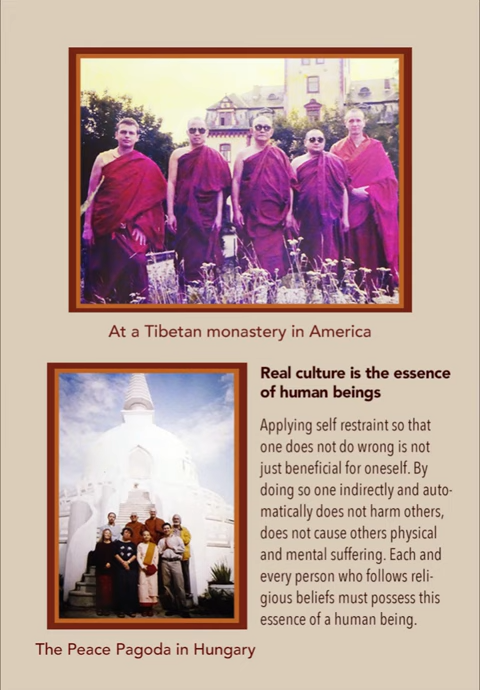 At a Tibetan monastery in America
Real culture is the essence
of human beings
Applying self restraint so that
one does not do wrong is not
just beneficial for oneself. By
doing so one indirectly and auto-
matically does not harm others,
does not cause others physical
and mental suffering. Each and
every person who follows reli-
gious beliefs must possess this
essence of a human being.
The Peace Pagoda in Hungary